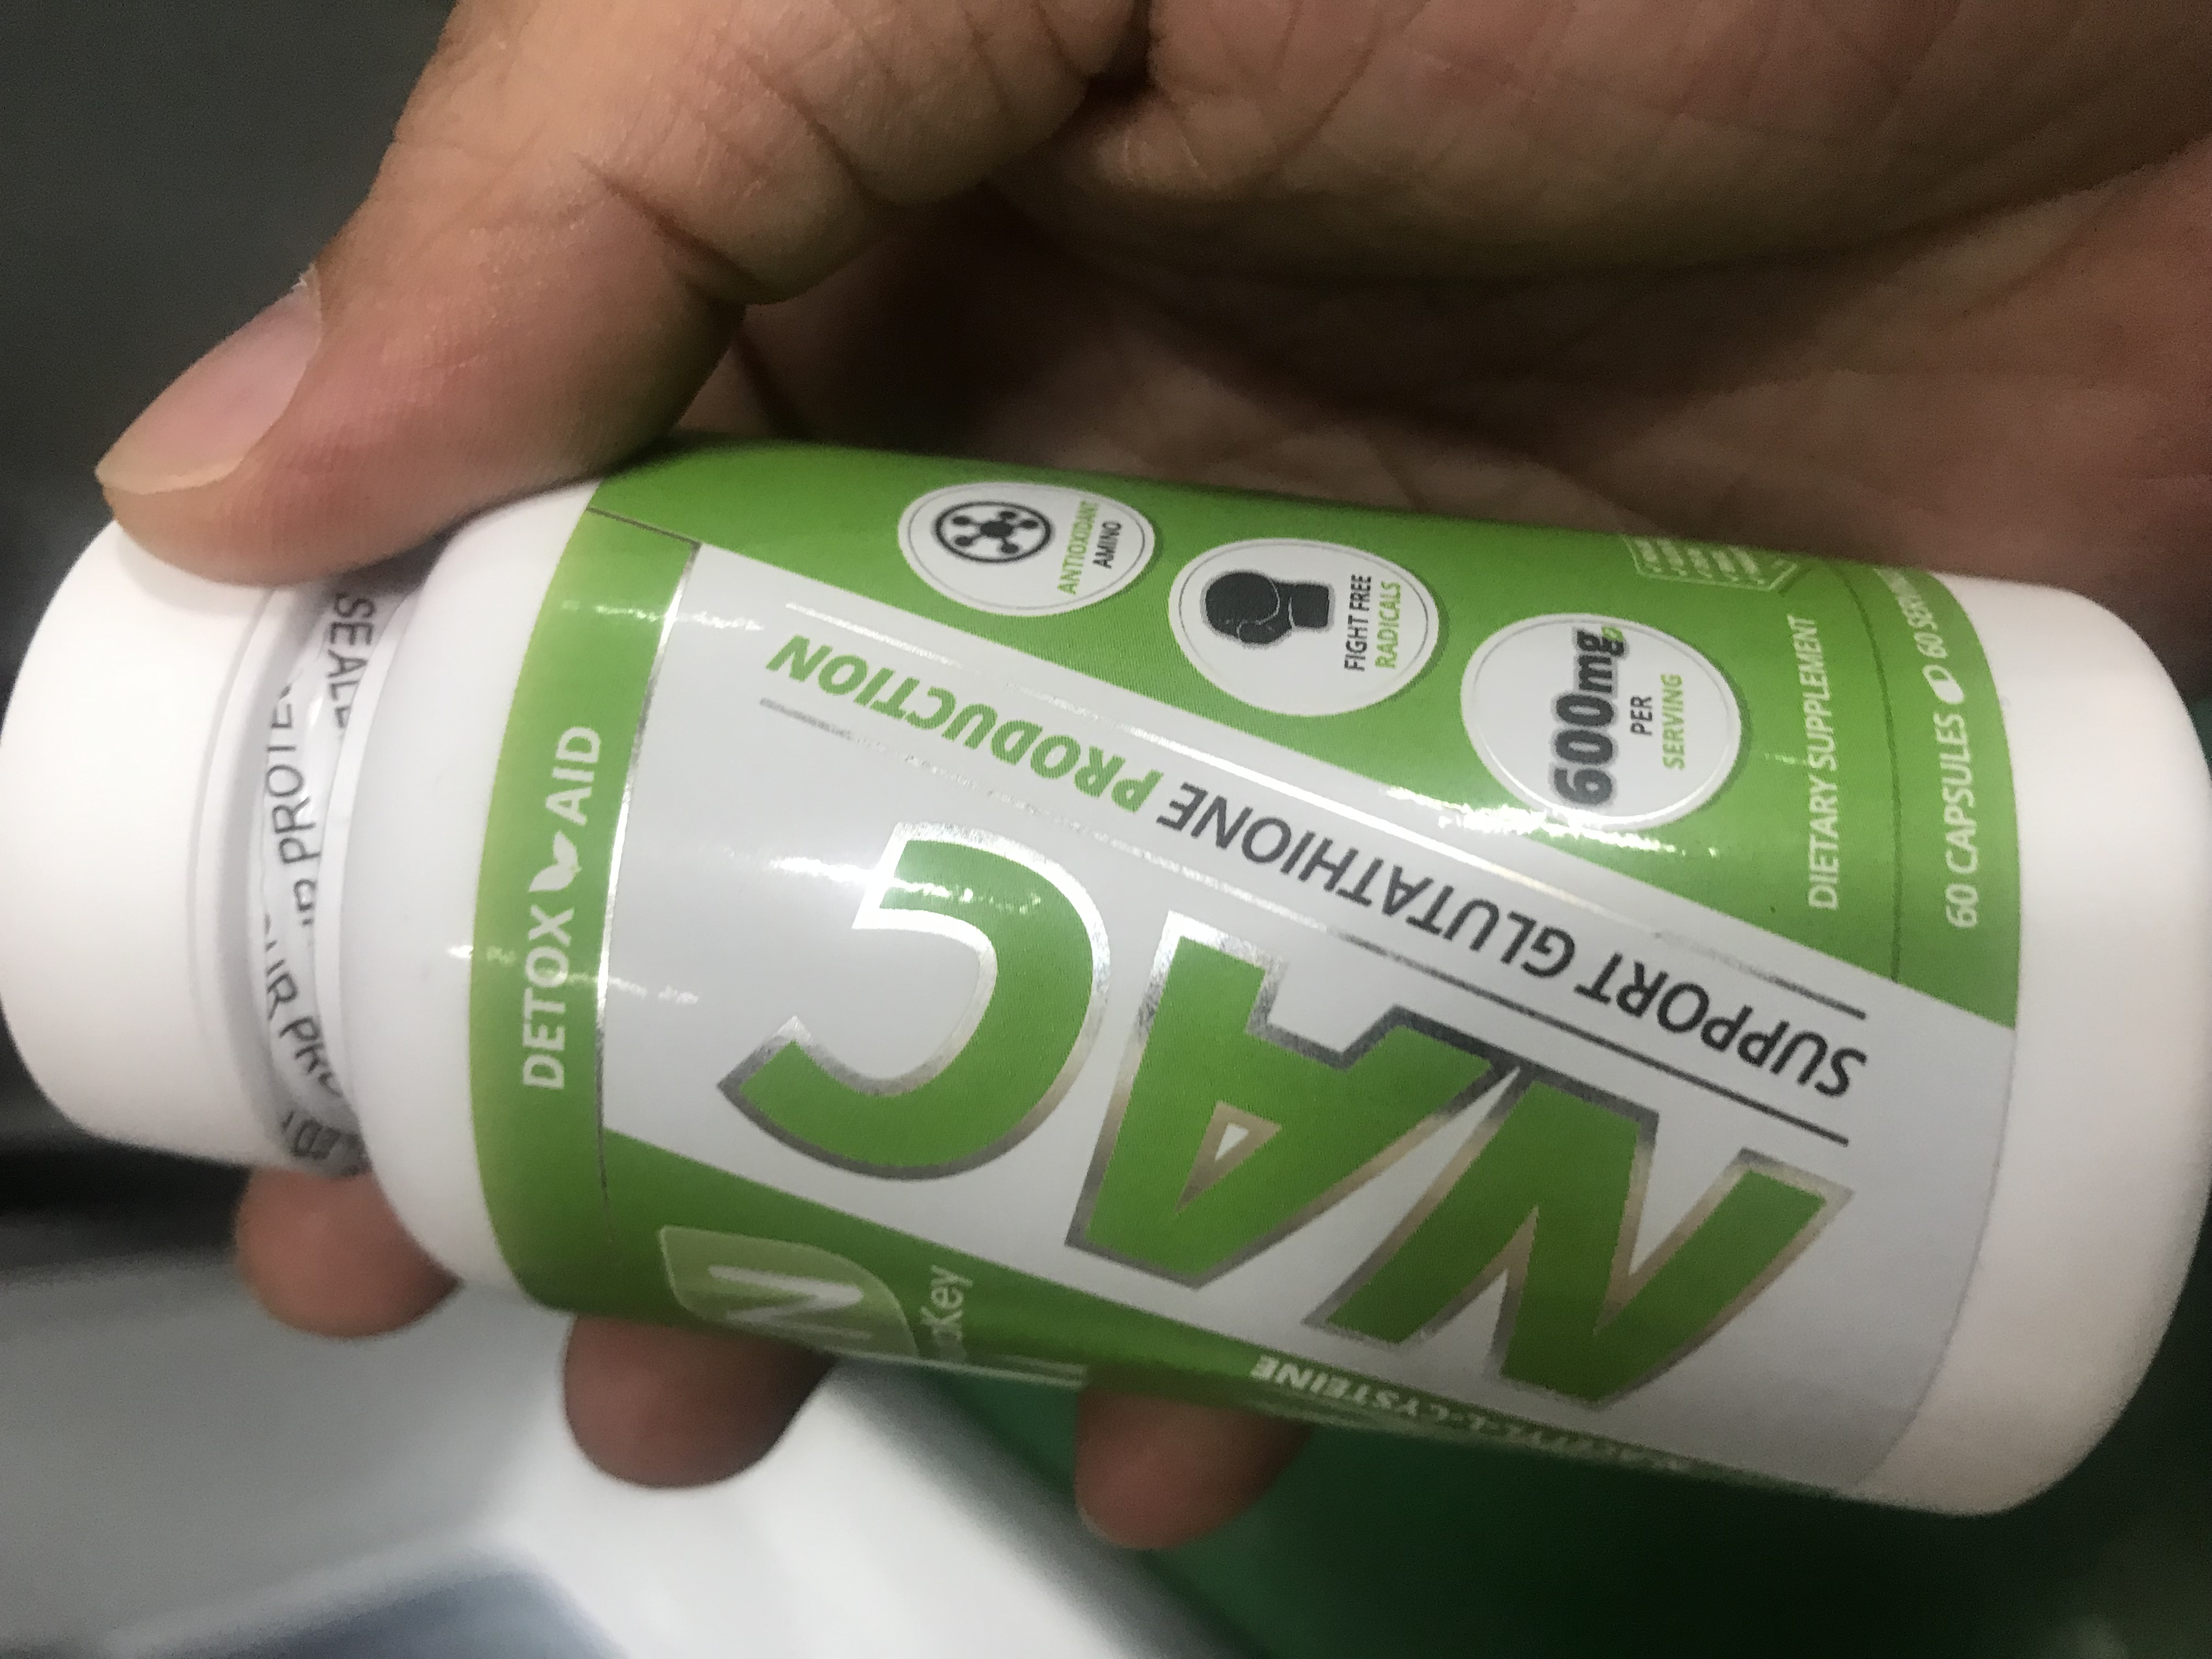 DETOX AID
NAC
SUPPORT GLUTATHIONE PRODUCTION
ANTIOXIDANT
AMINO
FIGHT FREE
RADICALS
600mg
PER
SERVING
DIETARY SUPPLEMENT
60 CAPSULES